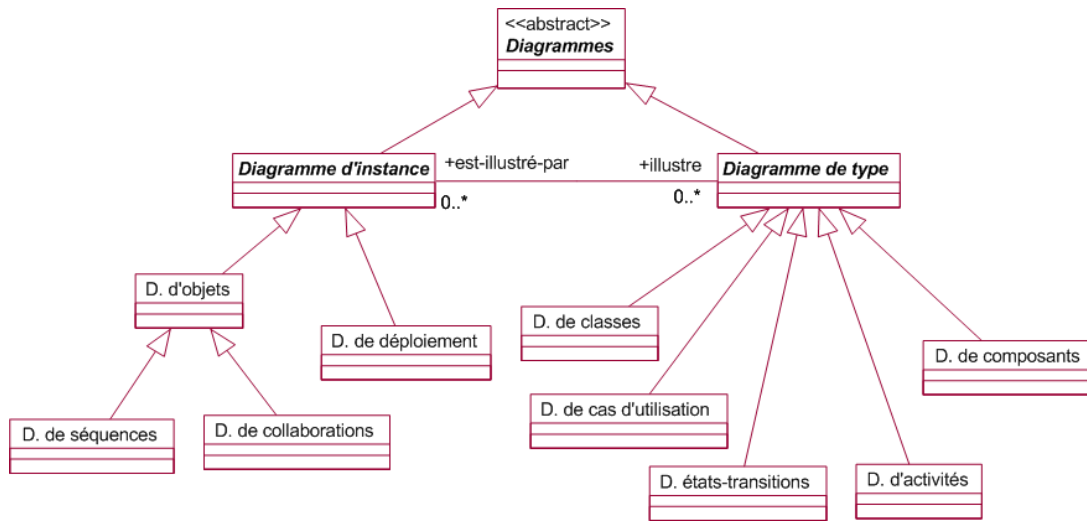 <<abstract>>
Diagrammes
Diagramme d'instance
+est-illustré-par
+illustre
Diagramme de type
0..*
0..*
D. d'objets
D. de classes
D. de déploiement
D. de composants
D. de cas d'utilisation
D. de séquences
D. de collaborations
D. états-transitions
D. d'activités